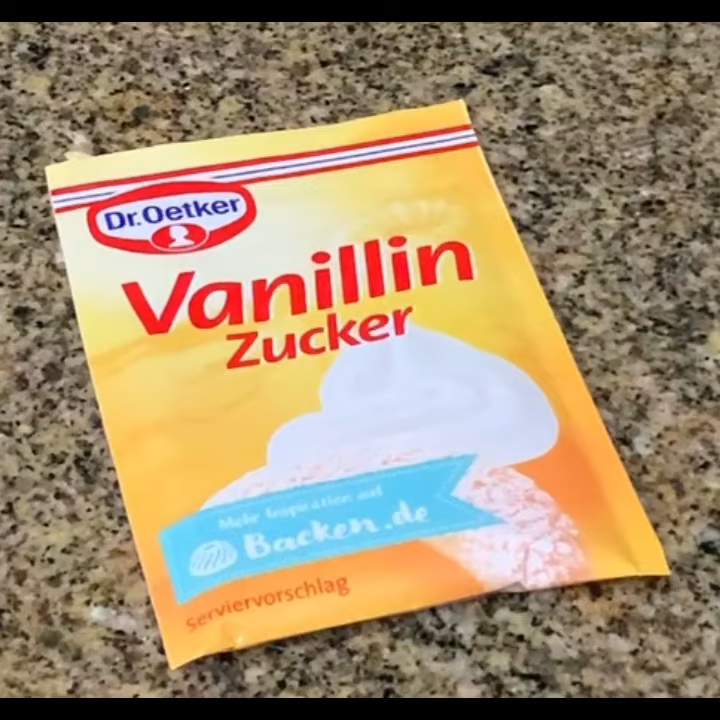 Dr.Oetker
Vanillin
Zucker
Mehr Inspiration auf
Backen.de
Serviervorschlag